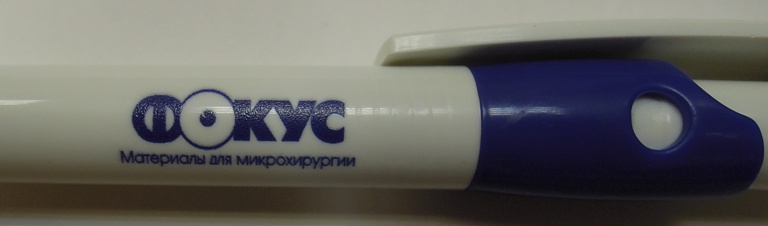 ФОКУС
Материалы для микрохирургии